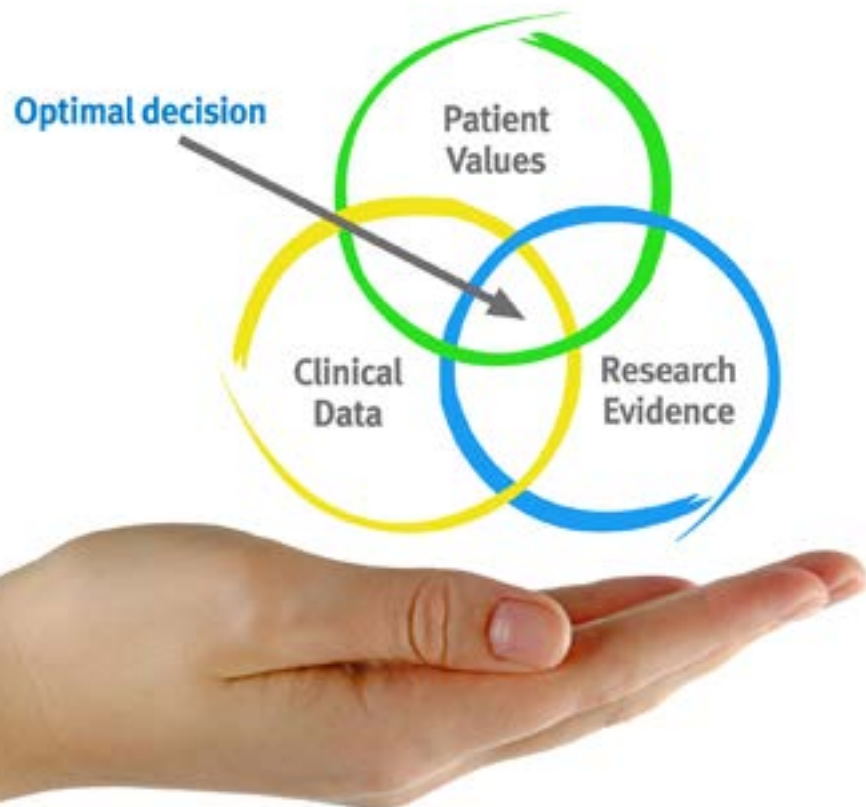 Optimal decision
Patient
Values
Clinical
Data
Research
Evidence